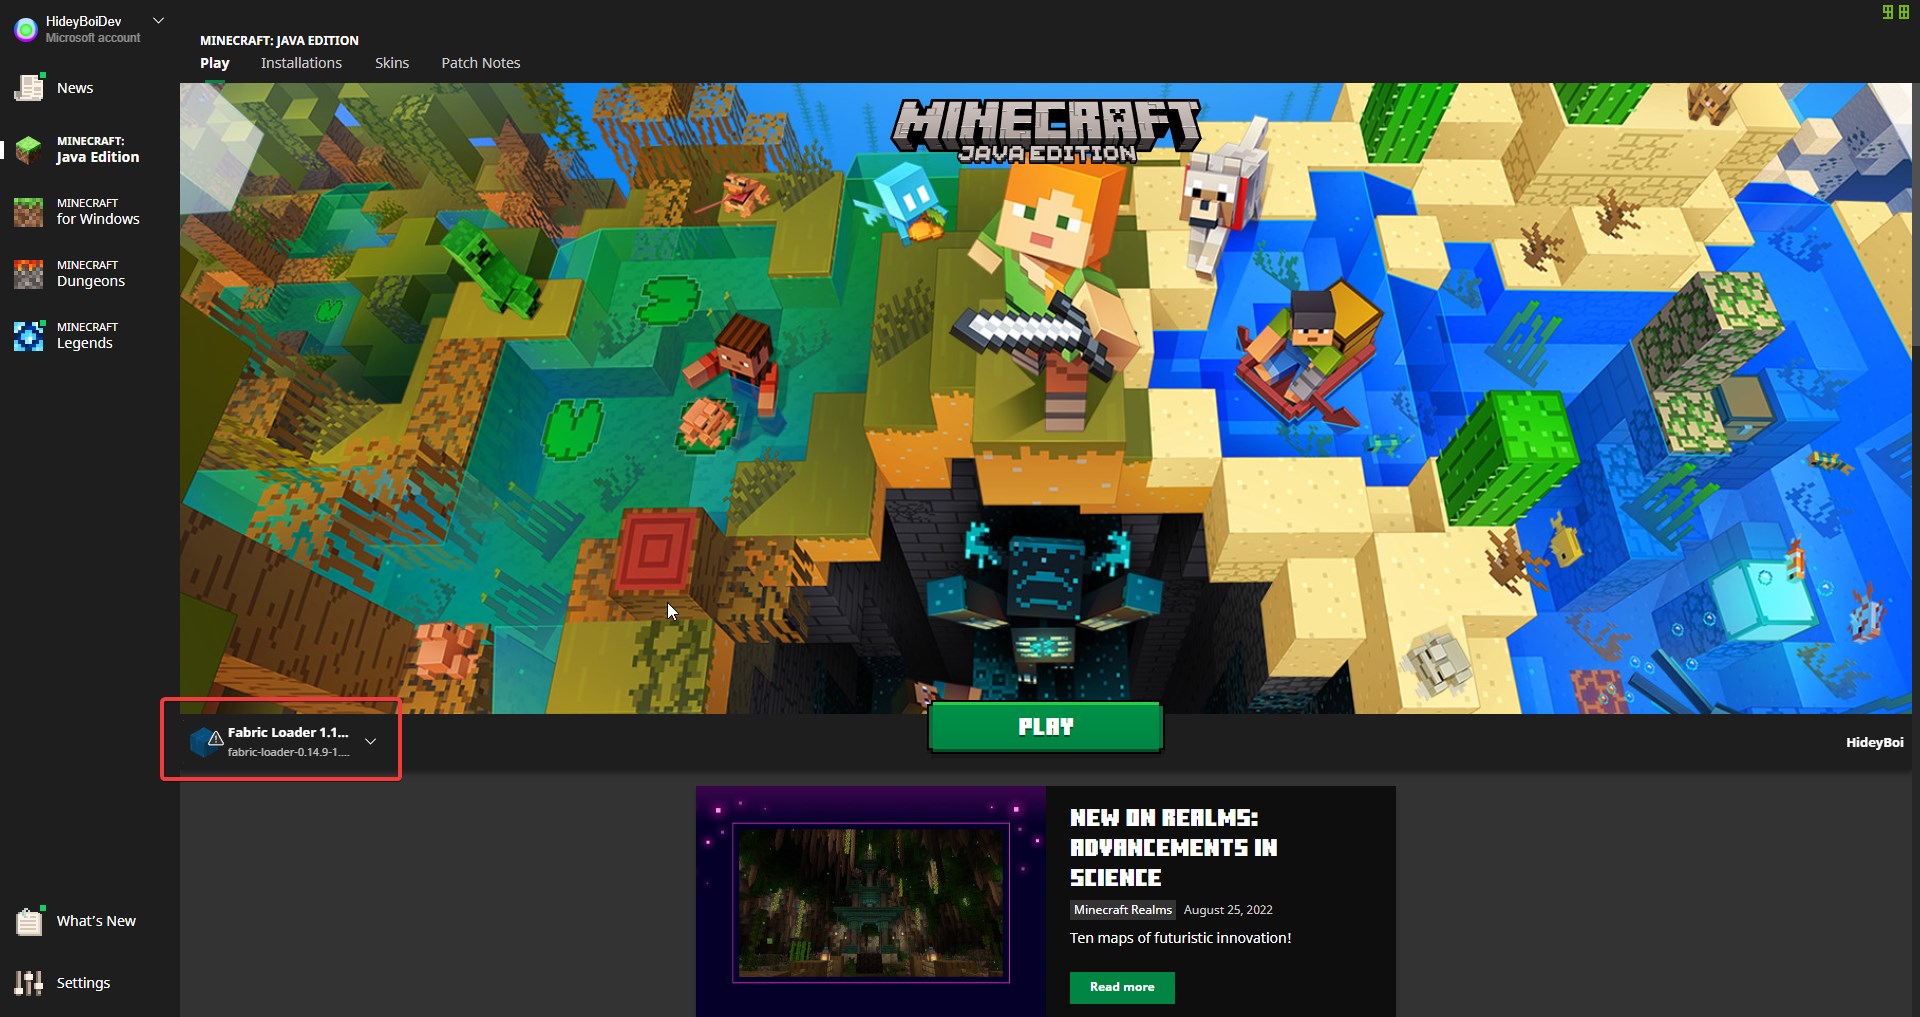 HideyBoiDev
Microsoft account
98
MINECRAFT: JAVA EDITION
Play
Installations
Skins
Patch Notes
News
MINECRAFT:
Java Edition
MINECRAFT
for Windows
MINECRAFT
Dungeons
MINECRAFT
Legends
MINECRAFT
JAVA EDITION
Fabric Loader 1.1...
fabric-loader-0.14.9-1....
PLAY
HideyBoi
NEW ON REALMS:
ADVANCEMENTS IN
SCIENCE
Minecraft Realms
August 25, 2022
Ten maps of futuristic innovation!
Read more
What's New
Settings